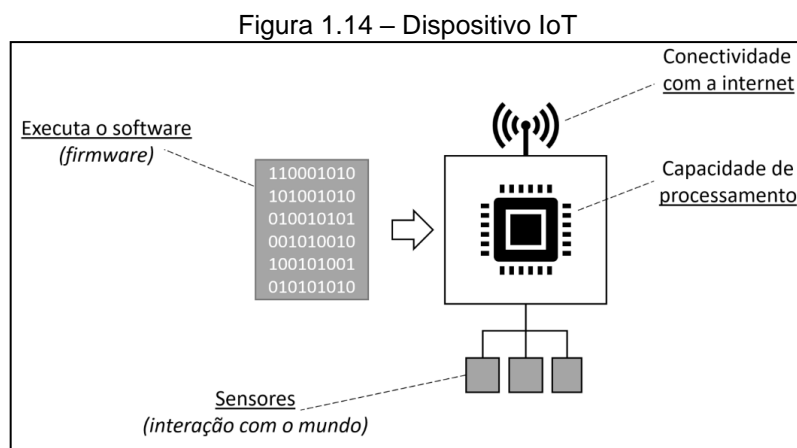 Figura 1.14 – Dispositivo IoT
Conectividade
com a internet
Executa o software
(firmware)
110001010
101001010
010010101
001010010
100101001
010101010
Capacidade de
processamento
Sensores
(interação com o mundo)